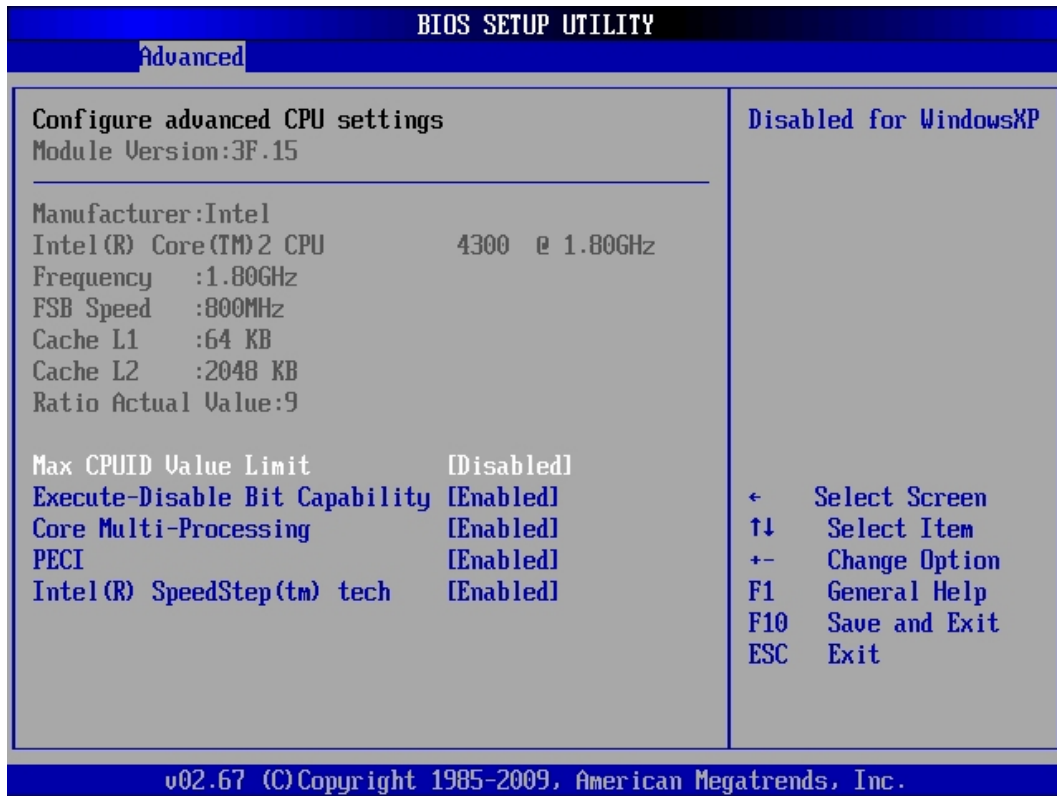 BIOS SETUP UTILITY
Advanced
Configure advanced CPU settings
Module Version:3F.15
Manufacturer:Intel
Intel(R) Core(TM)2 CPU 4300 @ 1.80GHz
Frequency :1.80GHz
FSB Speed :800MHz
Cache L1 :64 KB
Cache L2 :2048 KB
Ratio Actual Value:9
Max CPUID Value Limit [Disabled]
Execute-Disable Bit Capability [Enabled]
Core Multi-Processing [Enabled]
PECI [Enabled]
Intel(R) SpeedStep(tm) tech [Enabled]
Disabled for WindowsXP
← Select Screen
↑↓ Select Item
+- Change Option
F1 General Help
F10 Save and Exit
ESC Exit
v02.67 (C)Copyright 1985-2009, American Megatrends, Inc.